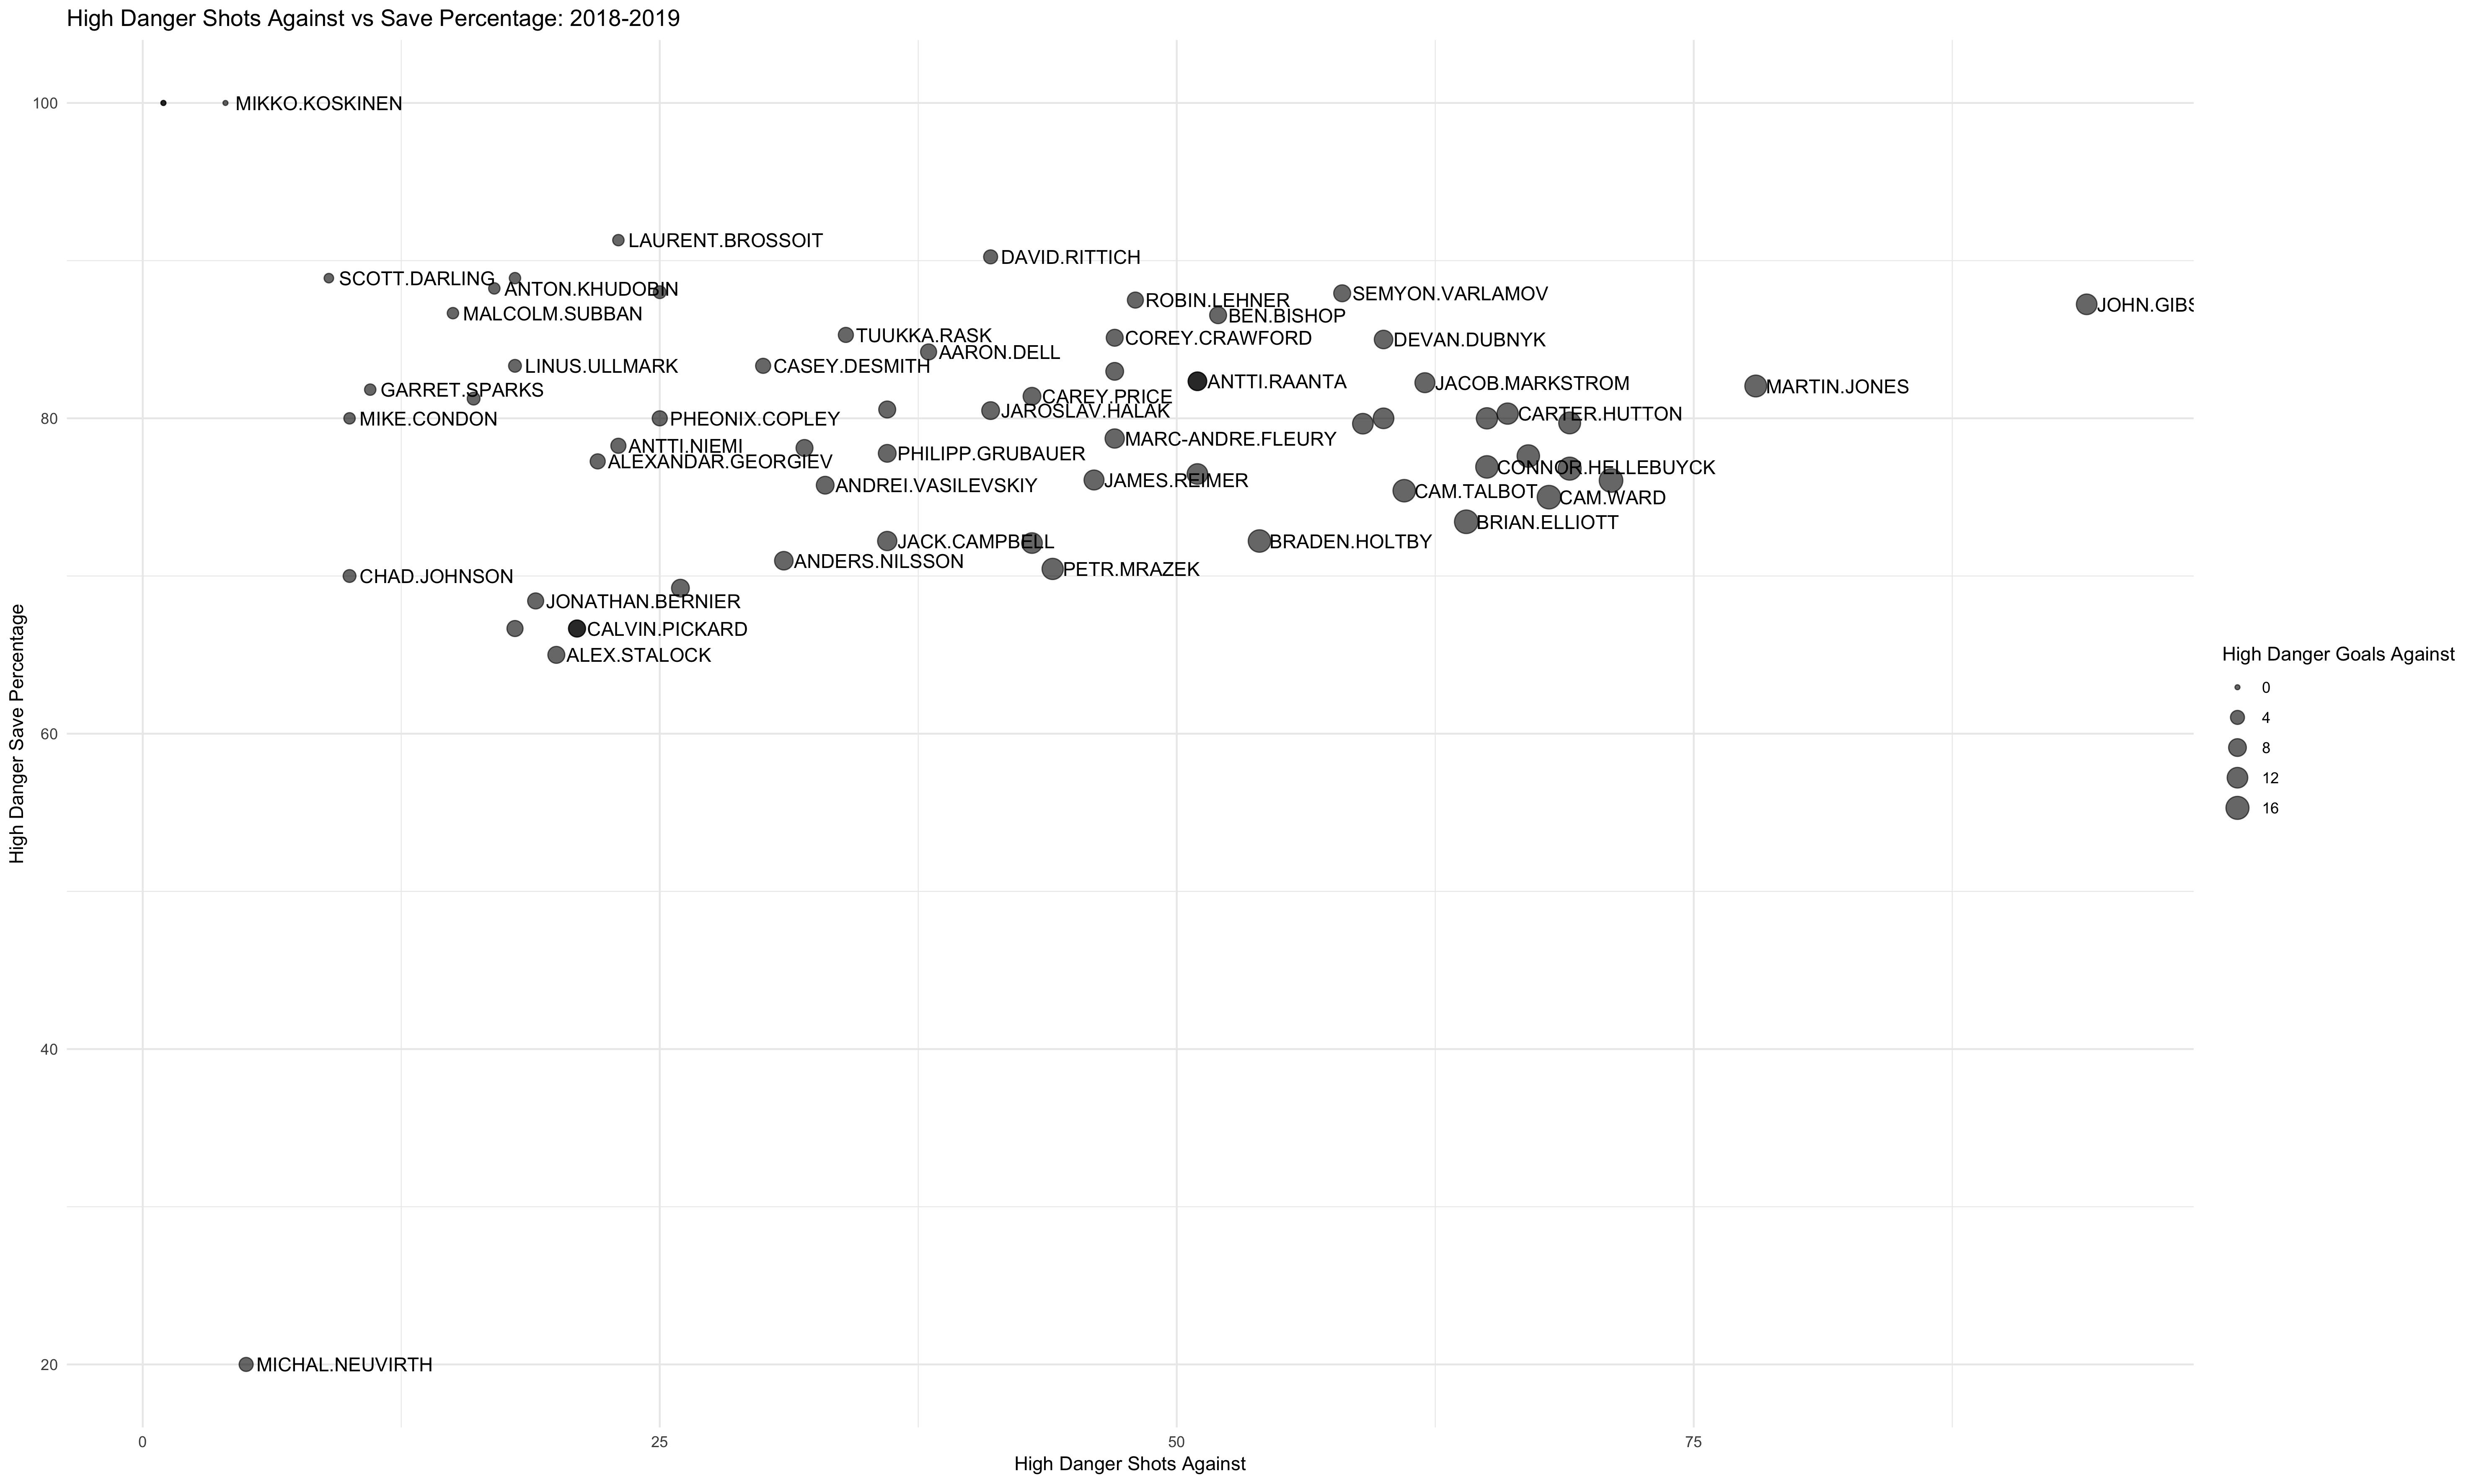 High Danger Shots Against vs Save Percentage: 2018-2019
100
MIKKO.KOSKINEN
LAURENT.BROSSOIT
DAVID.RITTICH
SCOTT.DARLING
ANTON.KHUDOBIN
SEMYON.VARLAMOV
ROBIN.LEHNER
JOHN.GIBS
MALCOLM.SUBBAN
BEN.BISHOP
TUUKKA.RASK
COREY.CRAWFORD
DEVAN.DUBNYK
AARON.DELL
LINUS.ULLMARK
CASEY.DESMITH
ANTTI.RAANTA
JACOB.MARKSTROM
MARTIN.JONES
GARRET.SPARKS
CAREY.PRICE
JAROSLAV.HALAK
CARTER.HUTTON
80
MIKE.CONDON
PHEONIX.COPLEY
MARC-ANDRE.FLEURY
ANTTI.NIEMI
PHILIPP.GRUBAUER
ALEXANDAR.GEORGIEV
CONNOR.HELLEBUYCK
JAMES.REIMER
ANDREI.VASILEVSKIY
CAM.TALBOT
CAM.WARD
BRIAN.ELLIOTT
JACK.CAMPBELL
BRADEN.HOLTBY
ANDERS.NILSSON
PETR.MRAZEK
CHAD.JOHNSON
JONATHAN.BERNIER
CALVIN.PICKARD
ALEX.STALOCK
60
40
20
MICHAL.NEUVIRTH
High Danger Save Percentage
0
25
50
75
High Danger Shots Against
High Danger Goals Against
0
4
8
12
16